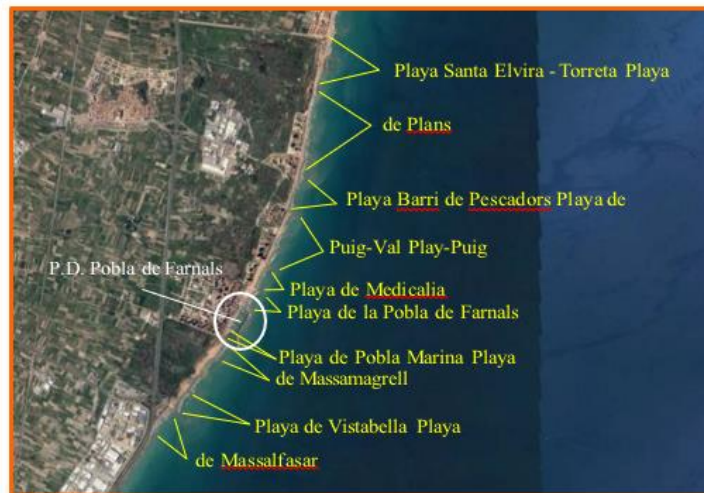 Playa Santa Elvira - Torreta Playa
de Plans
Playa Barri de Pescadors Playa de
Puig-Val Play-Puig
P.D. Pobla de Farnals
Playa de Medicalia
Playa de la Pobla de Farnals
Playa de Pobla Marina Playa
de Massamagrell
Playa de Vistabella Playa
de Massalfasar